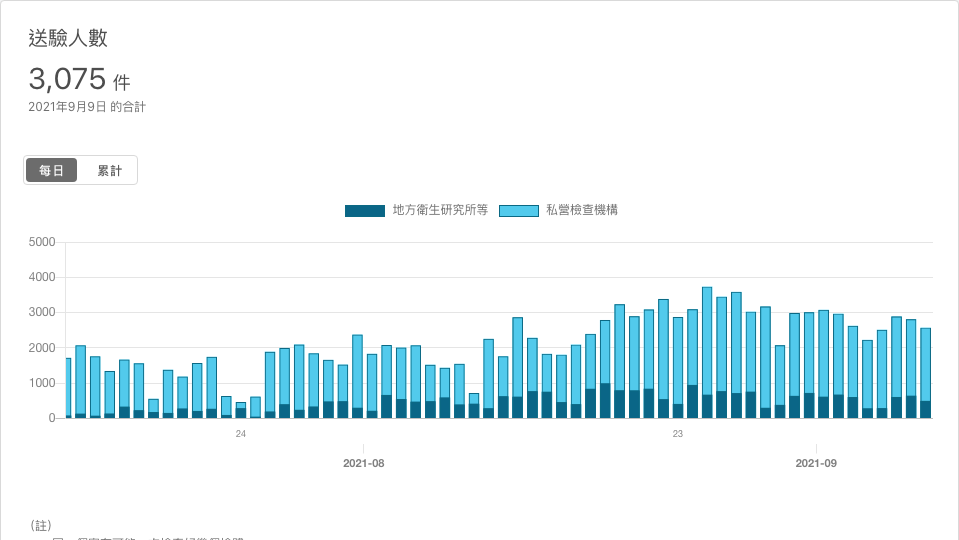 送驗人數
3,075 件
2021年9月9日 的合計
每日 累計
地方衛生研究所等 私營檢查機構
5000
4000
3000
2000
1000
0
24 23
2021-08 2021-09
(註)